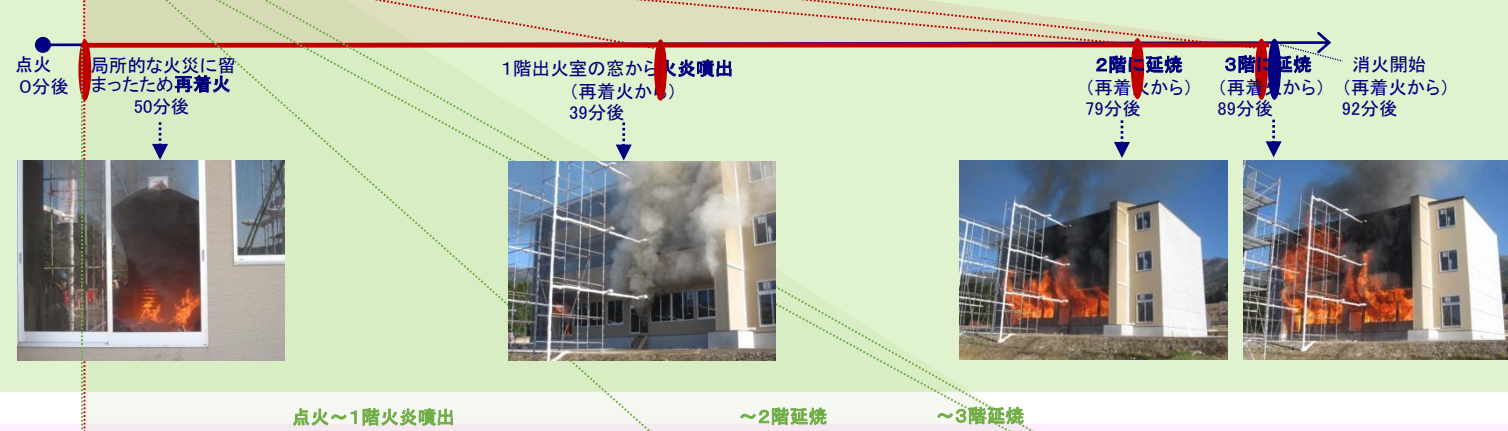 点火
0分後
局所的な火災に留
まったため再着火
50分後
1階出火室の窓から火炎噴出
(再着火から)
39分後
2階に延焼
(再着火から)
79分後
3階に延焼
(再着火から)
89分後
消火開始
(再着火から)
92分後
点火~1階火炎噴出
~2階延焼
~3階延焼